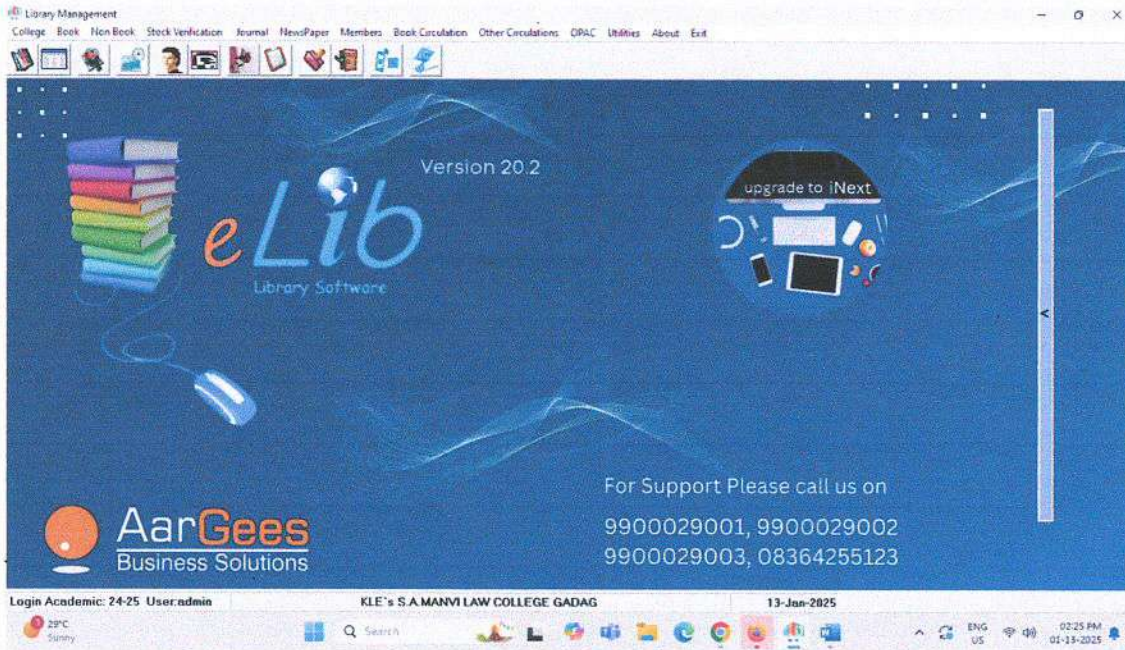 Library Management
College Book Non Book Stock Verification Journal NewsPaper Members Book Circulation Other Circulations OPAC Utilities About Exit
Version 20.2
upgrade to iNext
eLib
Library Software
For Support Please call us on
9900029001, 9900029002
9900029003, 08364255123
AarGees
Business Solutions
Login Academic: 24-25 User:admin KLE's S.A.MANVI LAW COLLEGE GADAG 13-Jan-2025
29°C
Sunny
Search
ENG
US
02:25 PM
01-13-2025